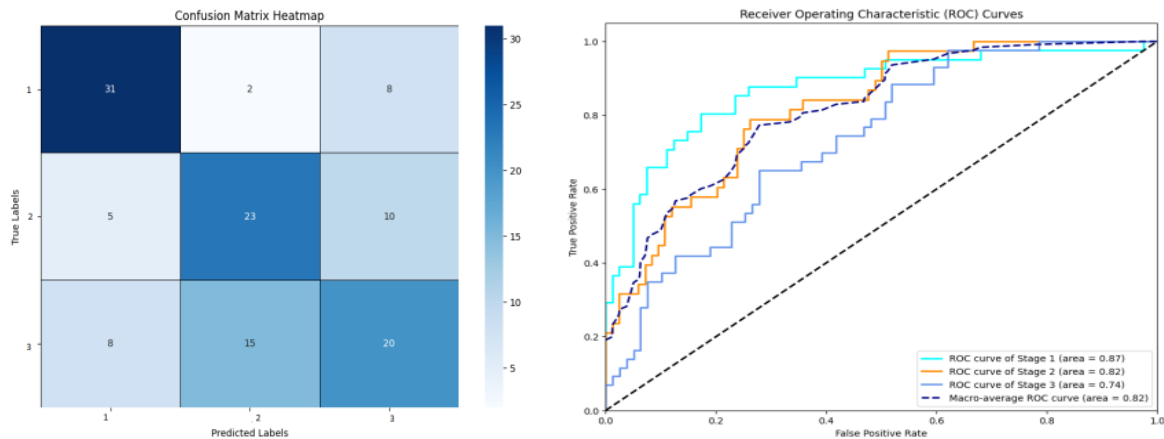 Confusion Matrix Heatmap
31 2 8
5 23 10
8 15 20
1
2
3
True Labels
1 2 3
Predicted Labels
30
25
20
15
10
5
Receiver Operating Characteristic (ROC) Curves
1.0
0.8
0.6
0.4
0.2
0.0
True Positive Rate
ROC curve of Stage 1 (area = 0.87)
ROC curve of Stage 2 (area = 0.82)
ROC curve of Stage 3 (area = 0.74)
Macro-average ROC curve (area = 0.82)
0.0 0.2 0.4 0.6 0.8 1.0
False Positive Rate